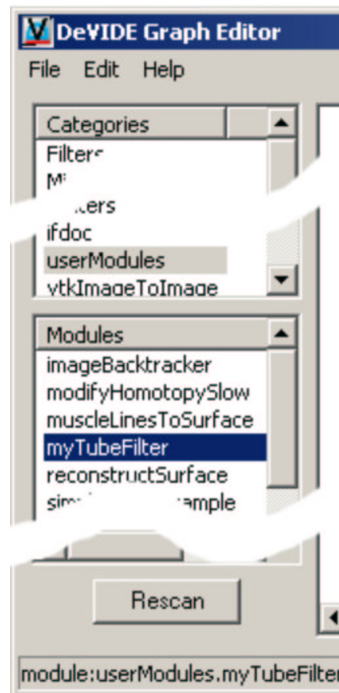 DeVIDE Graph Editor
File Edit Help
Categories
Filters
ifdoc
userModules
vtkImageToImage
Modules
imageBacktracker
modifyHomotopySlow
muscleLinesToSurface
myTubeFilter
reconstructSurface
Rescan
module:userModules.myTubeFilter